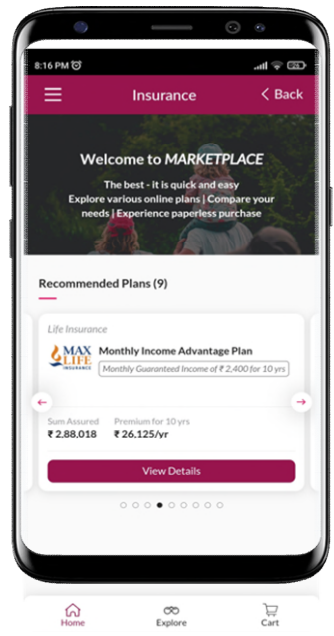 8:16 PM
Insurance
Back
Welcome to MARKETPLACE
The best - it is quick and easy
Explore various online plans | Compare your
needs | Experience paperless purchase
Recommended Plans (9)
Life Insurance
MAX
LIFE
INSURANCE
Monthly Income Advantage Plan
Monthly Guaranteed Income of ₹ 2,400 for 10 yrs
Sum Assured Premium for 10 yrs
₹ 2,88,018 ₹ 26,125/yr
View Details
Home Explore Cart